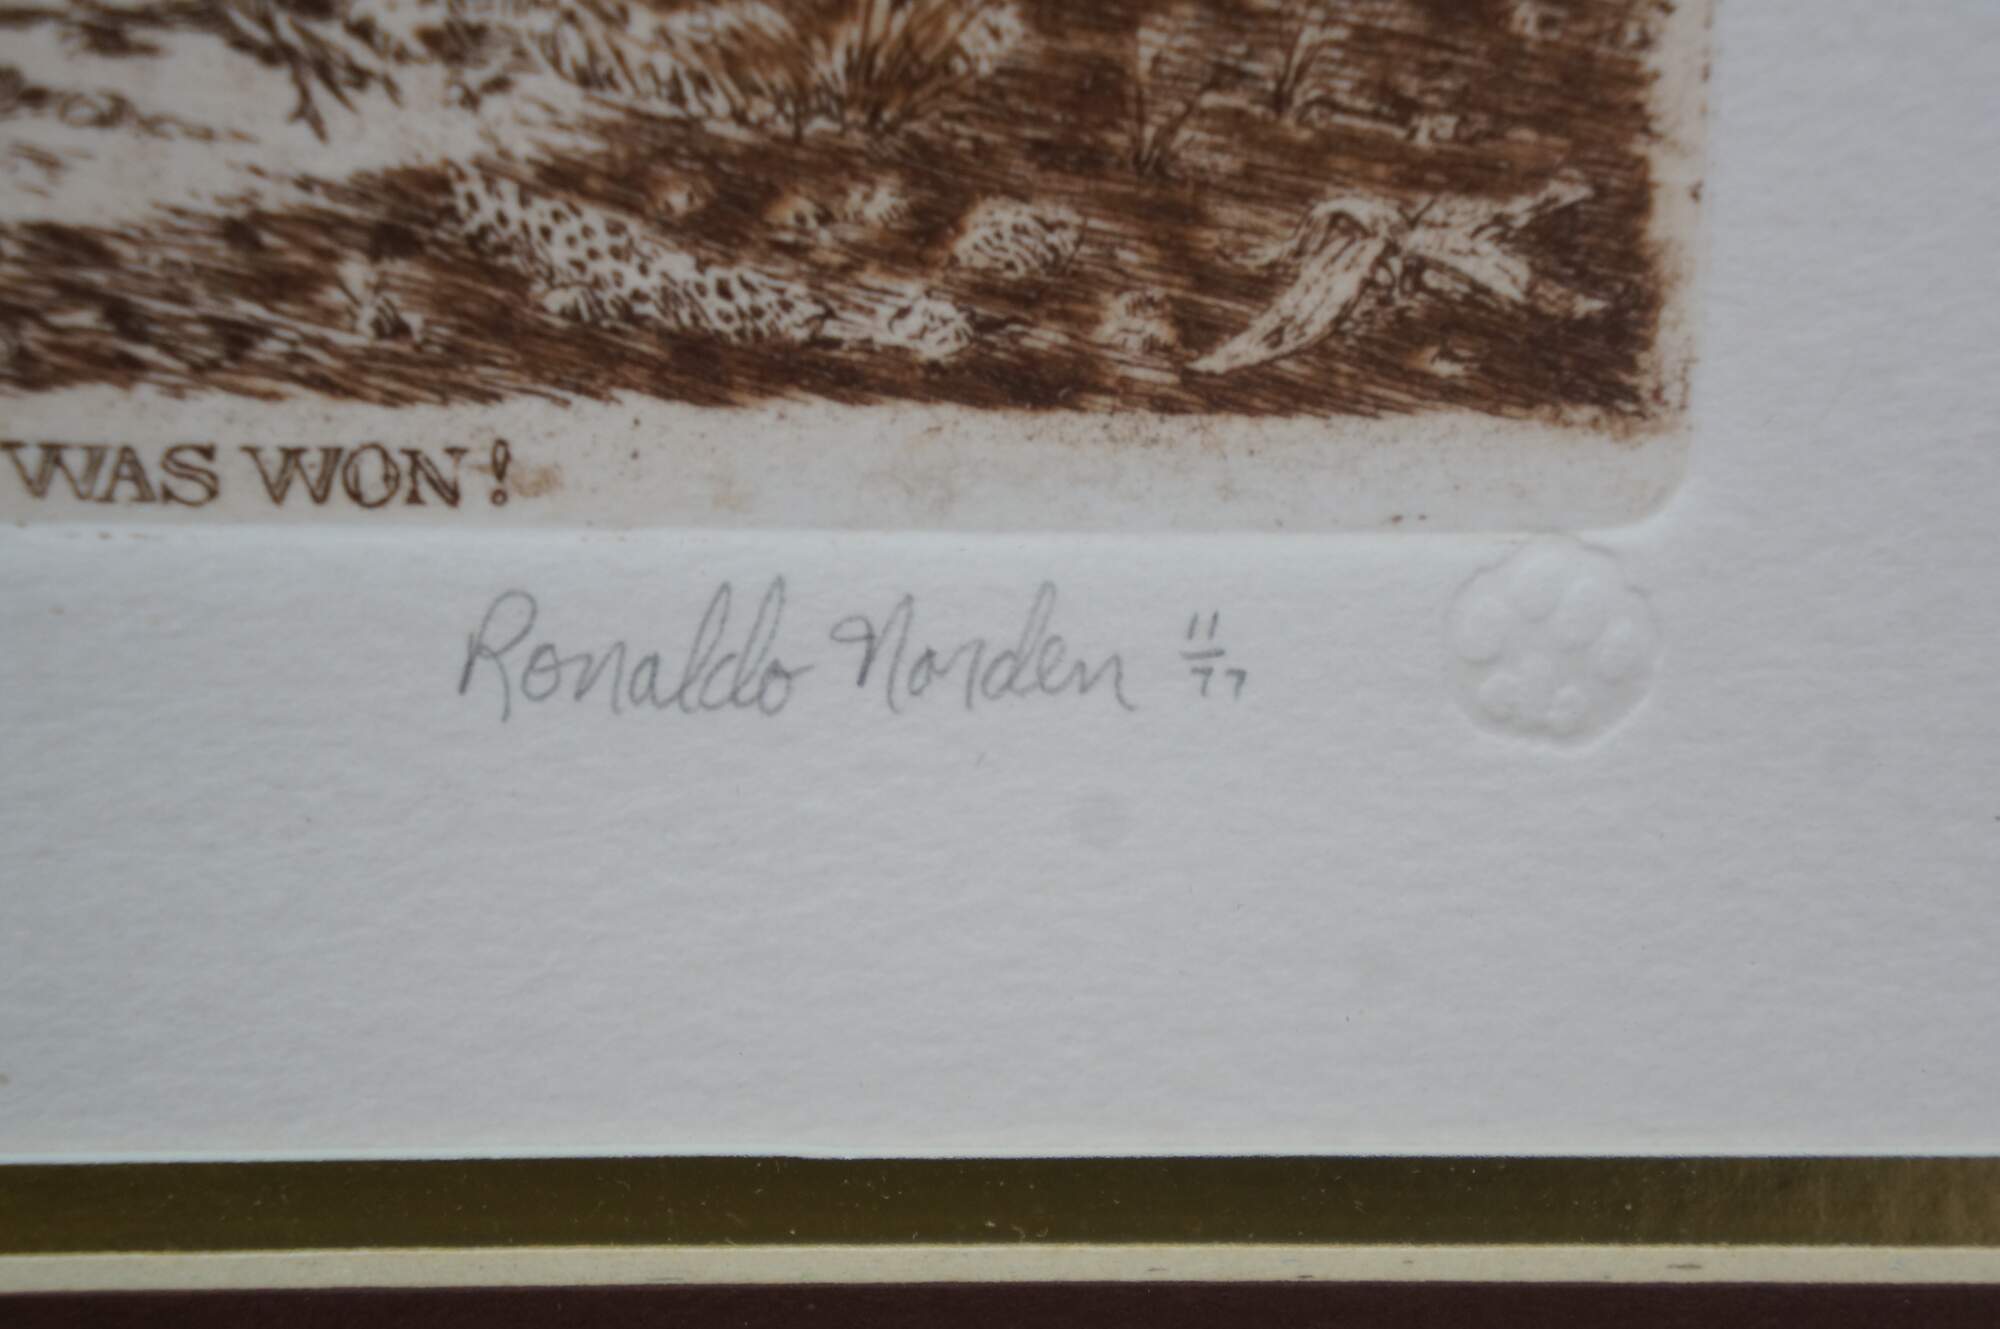 WAS WON!
Ronaldo Norden 11/77